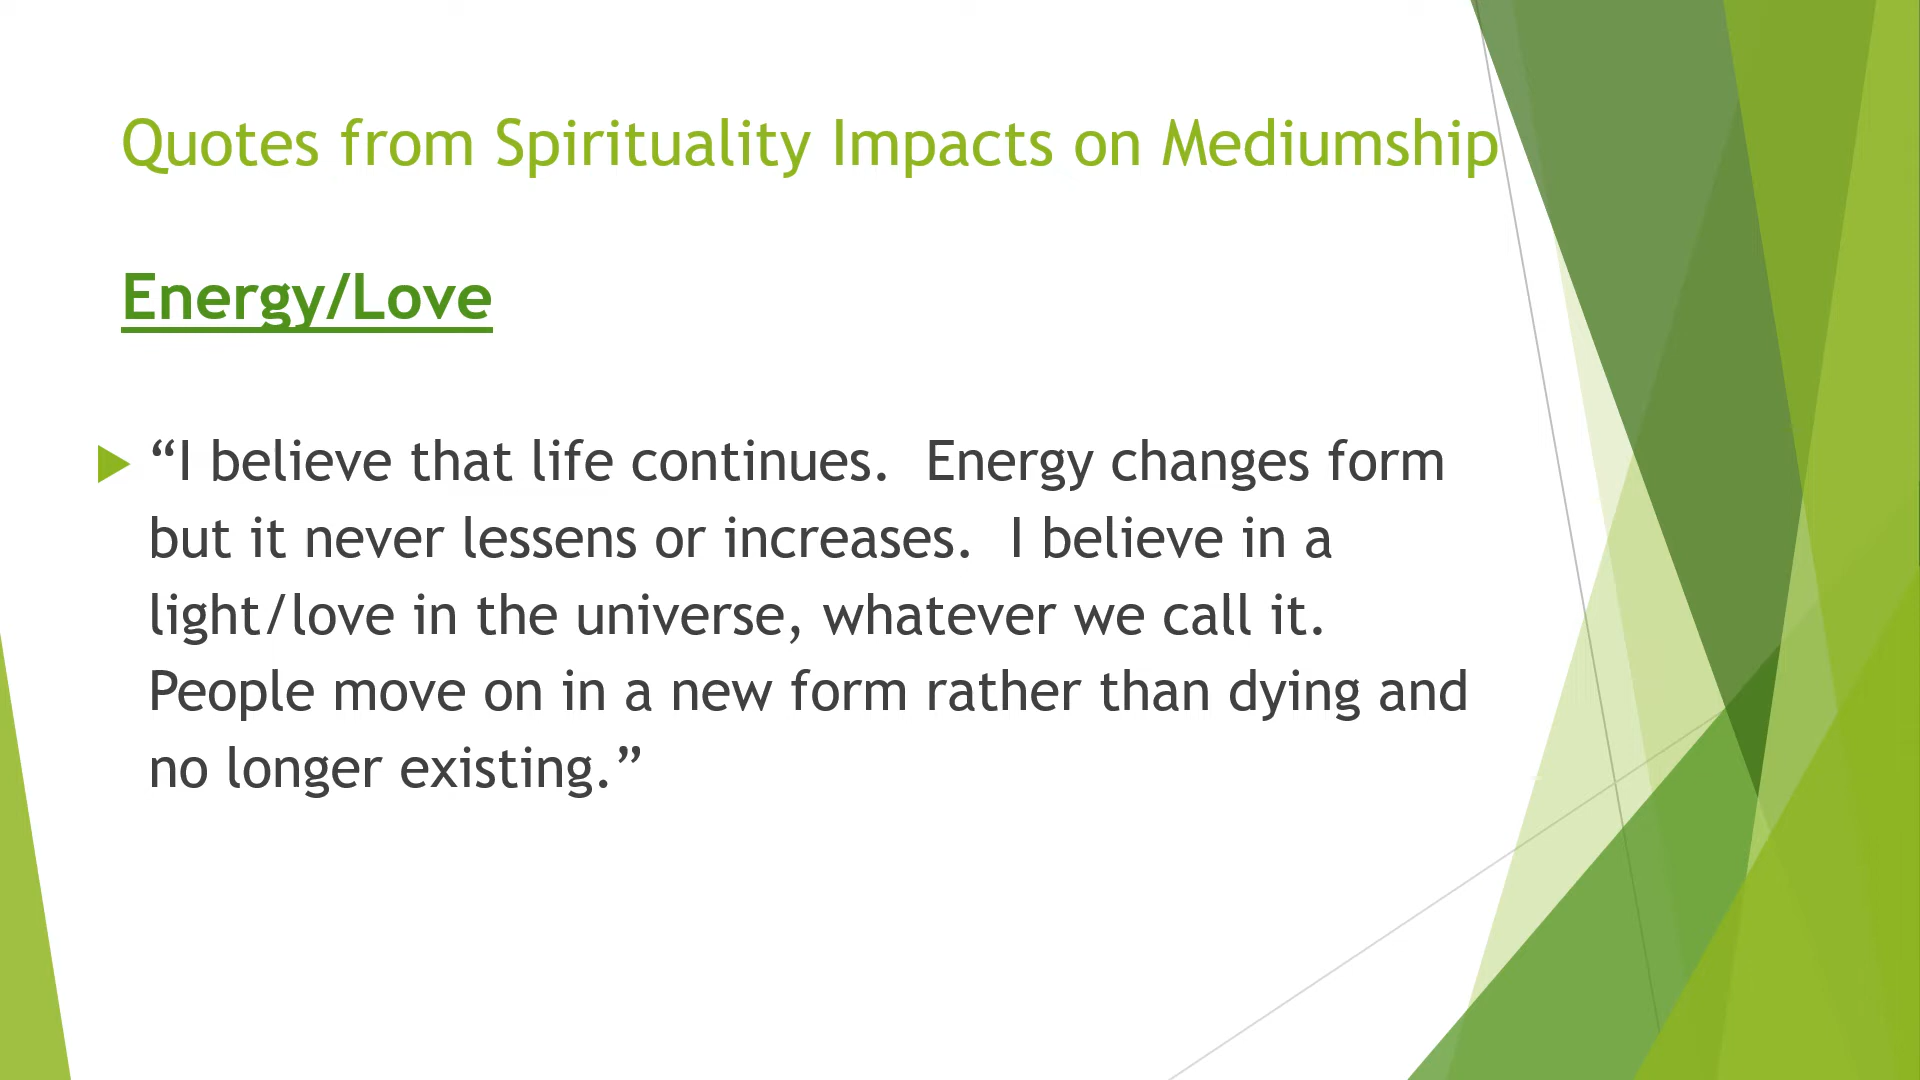 Quotes from Spirituality Impacts on Mediumship
Energy/Love
“I believe that life continues.  Energy changes form
but it never lessens or increases.  I believe in a
light/love in the universe, whatever we call it.
People move on in a new form rather than dying and
no longer existing.”